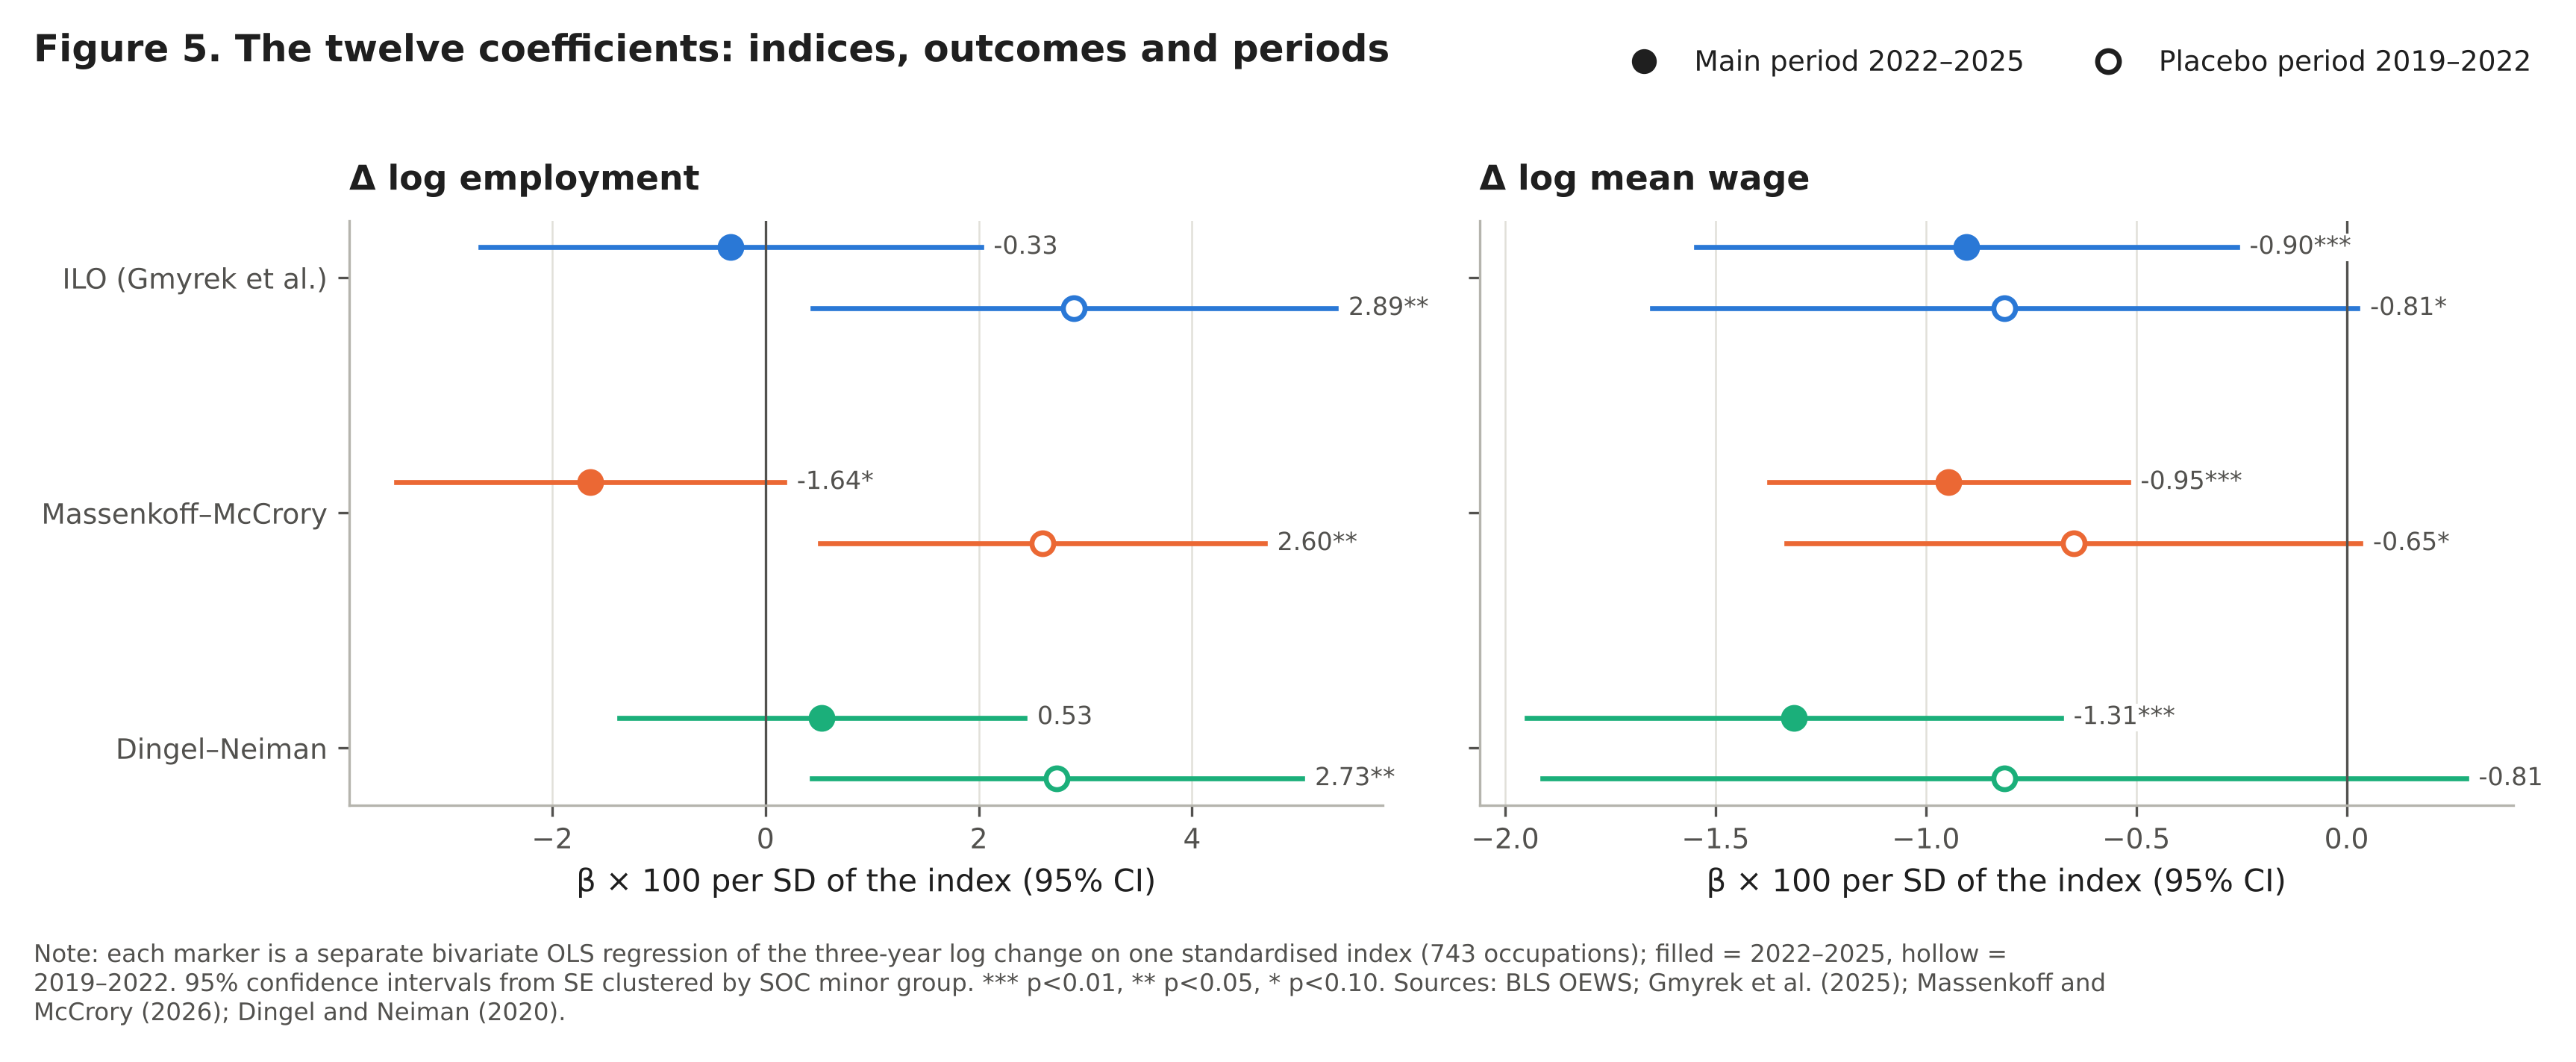 Figure 5. The twelve coefficients: indices, outcomes and periods
Main period 2022–2025
Placebo period 2019–2022
Δ log employment
Δ log mean wage
ILO (Gmyrek et al.)
Massenkoff–McCrory
Dingel–Neiman
-0.33
2.89**
-1.64*
2.60**
0.53
2.73**
-0.90***
-0.81*
-0.95***
-0.65*
-1.31***
-0.81
−2 0 2 4
−2.0 −1.5 −1.0 −0.5 0.0
β × 100 per SD of the index (95% CI)
β × 100 per SD of the index (95% CI)
Note: each marker is a separate bivariate OLS regression of the three-year log change on one standardised index (743 occupations); filled = 2022–2025, hollow =
2019–2022. 95% confidence intervals from SE clustered by SOC minor group. *** p<0.01, ** p<0.05, * p<0.10. Sources: BLS OEWS; Gmyrek et al. (2025); Massenkoff and
McCrory (2026); Dingel and Neiman (2020).